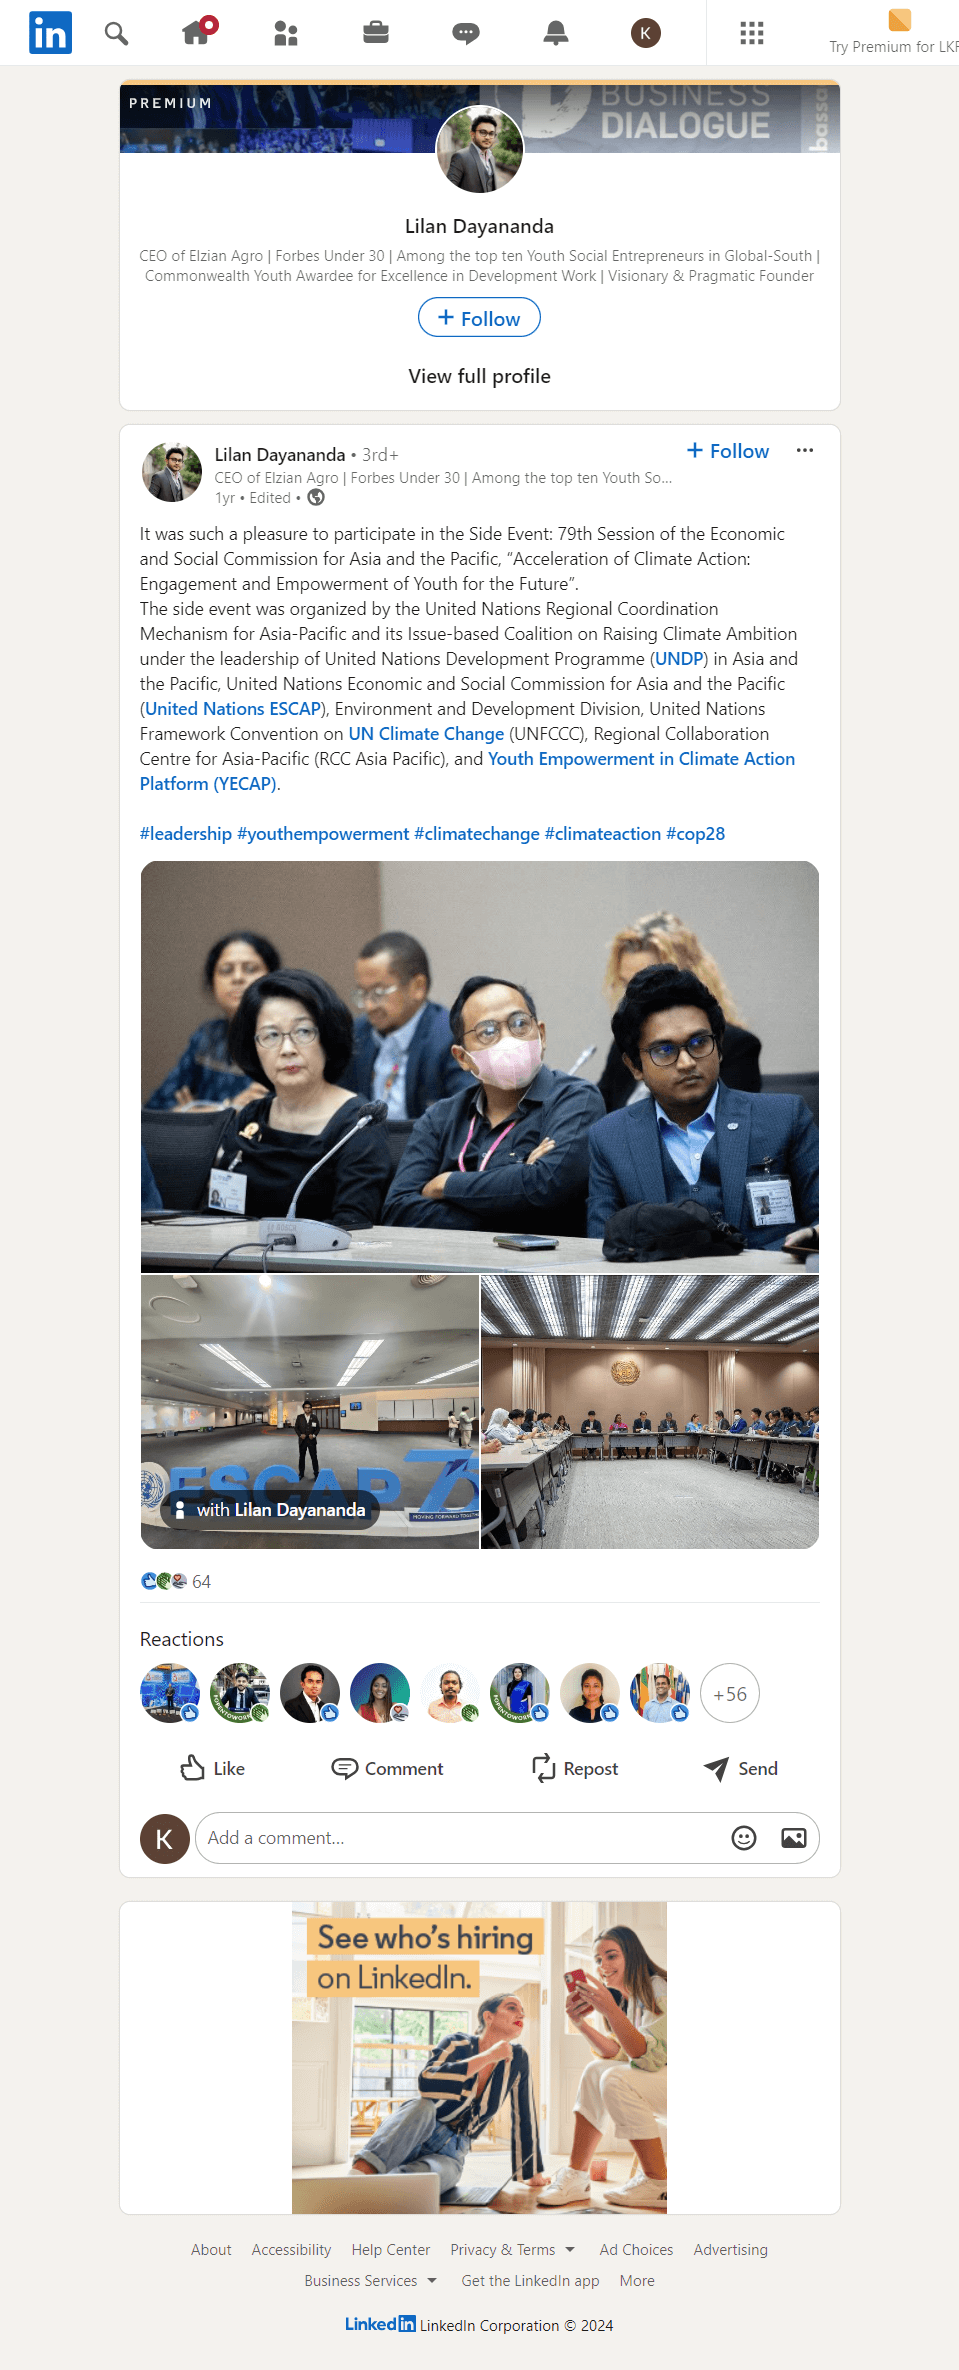 in
K
Try Premium for LKR
PREMIUM
BUSINESS
DIALOGUE
bassa
Lilan Dayananda
CEO of Elzian Agro | Forbes Under 30 | Among the top ten Youth Social Entrepreneurs in Global-South |
Commonwealth Youth Awardee for Excellence in Development Work | Visionary & Pragmatic Founder
+ Follow
View full profile
Lilan Dayananda • 3rd+
+ Follow
CEO of Elzian Agro | Forbes Under 30 | Among the top ten Youth So...
1yr • Edited •
It was such a pleasure to participate in the Side Event: 79th Session of the Economic
and Social Commission for Asia and the Pacific, “Acceleration of Climate Action:
Engagement and Empowerment of Youth for the Future”.
The side event was organized by the United Nations Regional Coordination
Mechanism for Asia-Pacific and its Issue-based Coalition on Raising Climate Ambition
under the leadership of United Nations Development Programme (UNDP) in Asia and
the Pacific, United Nations Economic and Social Commission for Asia and the Pacific
(United Nations ESCAP), Environment and Development Division, United Nations
Framework Convention on UN Climate Change (UNFCCC), Regional Collaboration
Centre for Asia-Pacific (RCC Asia Pacific), and Youth Empowerment in Climate Action
Platform (YECAP).
#leadership #youthempowerment #climatechange #climateaction #cop28
ESCAP
MOVING FORWARD TOGETHER
with Lilan Dayananda
64
Reactions
+56
Like
Comment
Repost
Send
K
Add a comment...
See who's hiring
on LinkedIn.
About Accessibility Help Center Privacy & Terms Ad Choices Advertising
Business Services Get the LinkedIn app More
LinkedIn LinkedIn Corporation © 2024